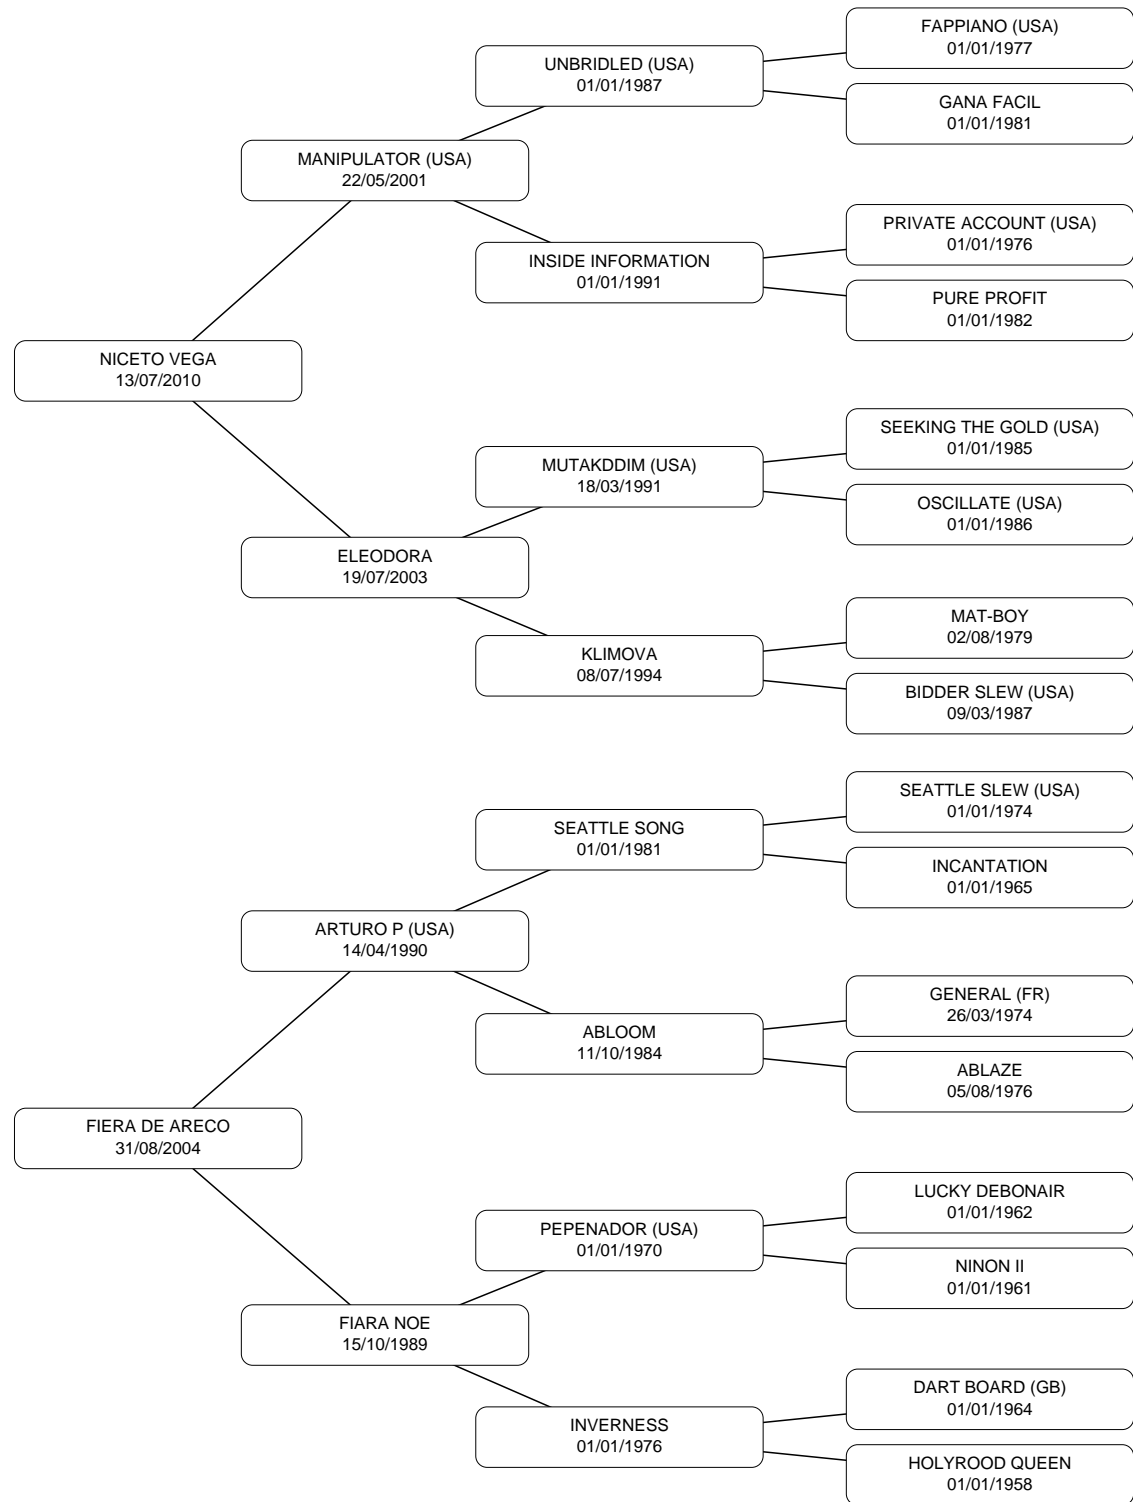 FAPPIANO (USA)
01/01/1977
UNBRIDLED (USA)
01/01/1987
GANA FACIL
01/01/1981
MANIPULATOR (USA)
22/05/2001
PRIVATE ACCOUNT (USA)
01/01/1976
INSIDE INFORMATION
01/01/1991
PURE PROFIT
01/01/1982
NICETO VEGA
13/07/2010
SEEKING THE GOLD (USA)
01/01/1985
MUTAKDDIM (USA)
18/03/1991
OSCILLATE (USA)
01/01/1986
ELEODORA
19/07/2003
MAT-BOY
02/08/1979
KLIMOVA
08/07/1994
BIDDER SLEW (USA)
09/03/1987
SEATTLE SLEW (USA)
01/01/1974
SEATTLE SONG
01/01/1981
INCANTATION
01/01/1965
ARTURO P (USA)
14/04/1990
GENERAL (FR)
26/03/1974
ABLOOM
11/10/1984
ABLAZE
05/08/1976
FIERA DE ARECO
31/08/2004
LUCKY DEBONAIR
01/01/1962
PEPENADOR (USA)
01/01/1970
NINON II
01/01/1961
FIARA NOE
15/10/1989
DART BOARD (GB)
01/01/1964
INVERNESS
01/01/1976
HOLYROOD QUEEN
01/01/1958